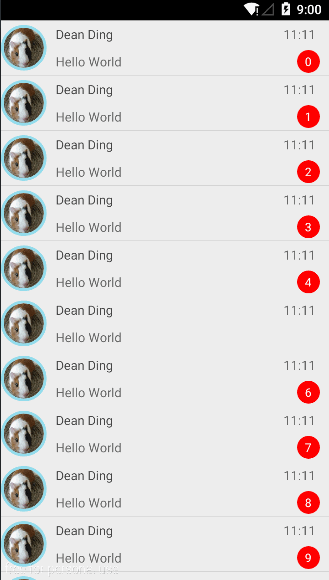 9:00
Dean Ding 11:11
Hello World 0
Dean Ding 11:11
Hello World 1
Dean Ding 11:11
Hello World 2
Dean Ding 11:11
Hello World 3
Dean Ding 11:11
Hello World 4
Dean Ding 11:11
Hello World
Dean Ding 11:11
Hello World 6
Dean Ding 11:11
Hello World 7
Dean Ding 11:11
Hello World 8
Dean Ding 11:11
Hello World 9